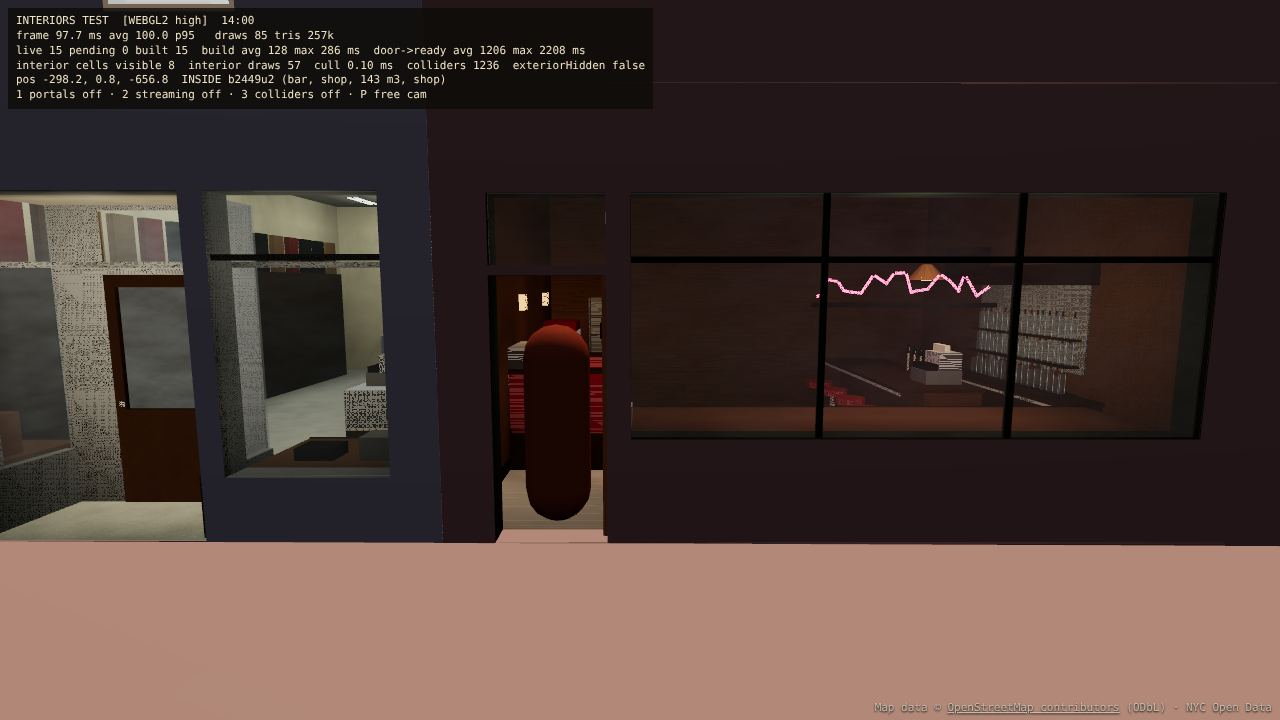 INTERIORS TEST  [WEBGL2 high]  14:00
frame 97.7 ms avg 100.0 p95   draws 85 tris 257k
live 15 pending 0 built 15  build avg 128 max 286 ms  door->ready avg 1206 max 2208 ms
interior cells visible 8  interior draws 57  cull 0.10 ms  colliders 1236  exteriorHidden false
pos -298.2, 0.8, -656.8  INSIDE b2449u2 (bar, shop, 143 m3, shop)
1 portals off · 2 streaming off · 3 colliders off · P free cam
Map data © OpenStreetMap contributors (ODbL) · NYC Open Data